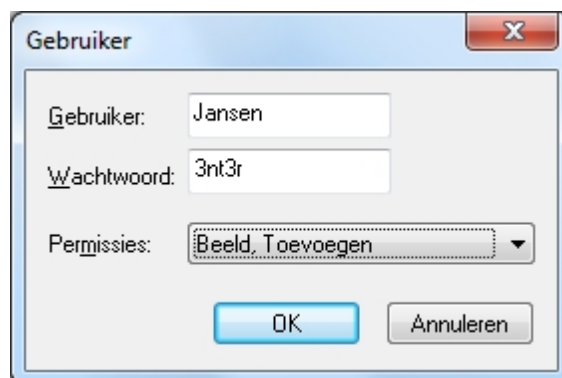 Gebruiker
Gebruiker: Jansen
Wachtwoord: 3nt3r
Permissies: Beeld, Toevoegen
OK Annuleren